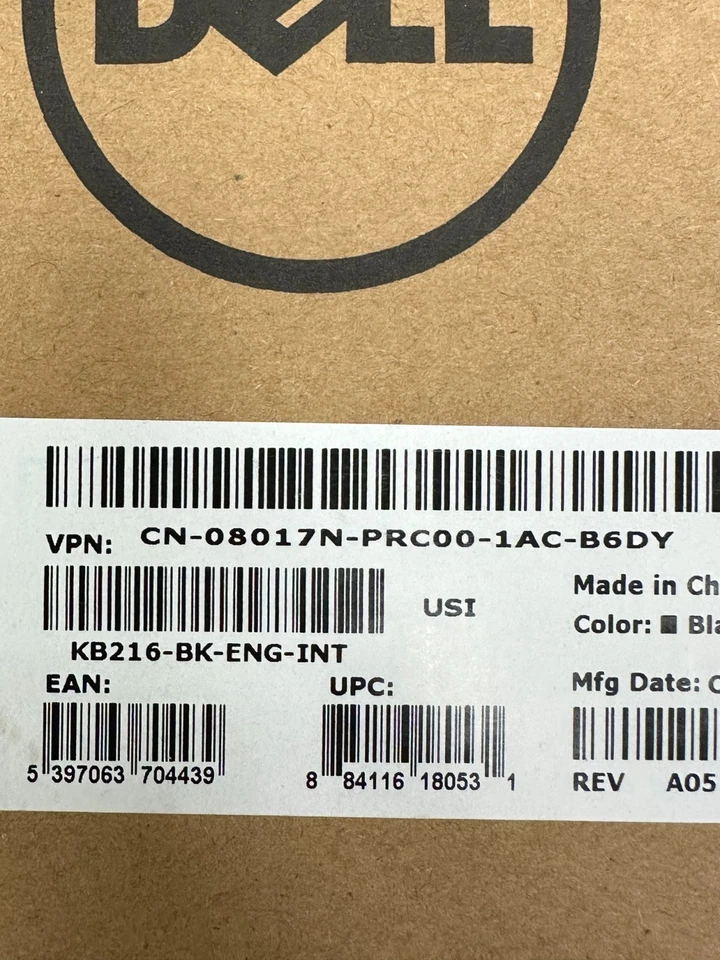 DELL
CN-08017N-PRC00-1AC-B6DY
VPN:
USI
Made in Ch
Color: Bla
KB216-BK-ENG-INT
EAN:
UPC:
Mfg Date:
5 397063 704439
8 84116 18053 1
REV A05